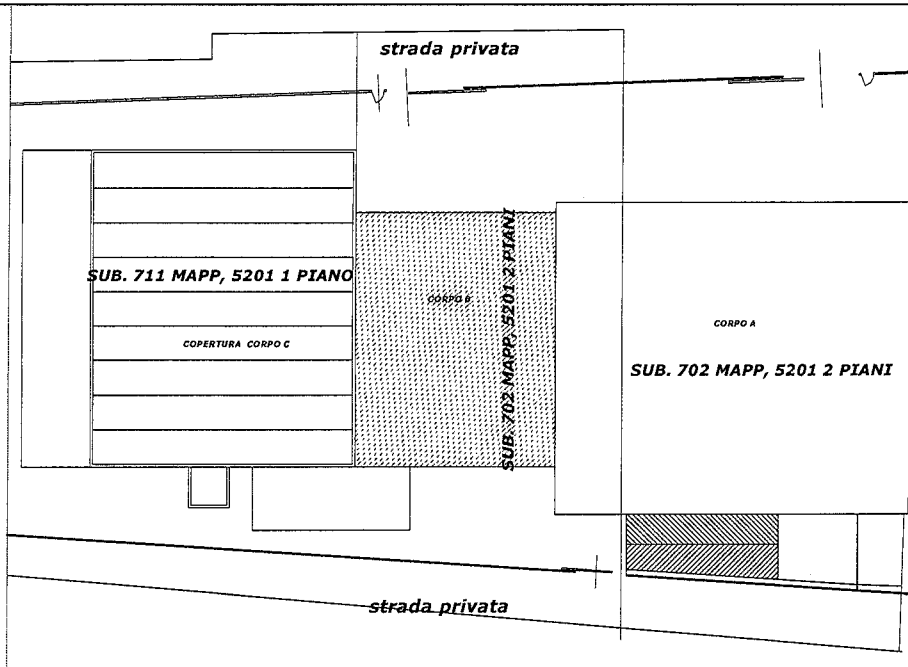 strada privata
SUB. 711 MAPP, 5201 1 PIANO
COPERTURA CORPO C
CORPO B
SUB. 702 MAPP, 5201 2 PIANI
CORPO A
SUB. 702 MAPP, 5201 2 PIANI
strada privata